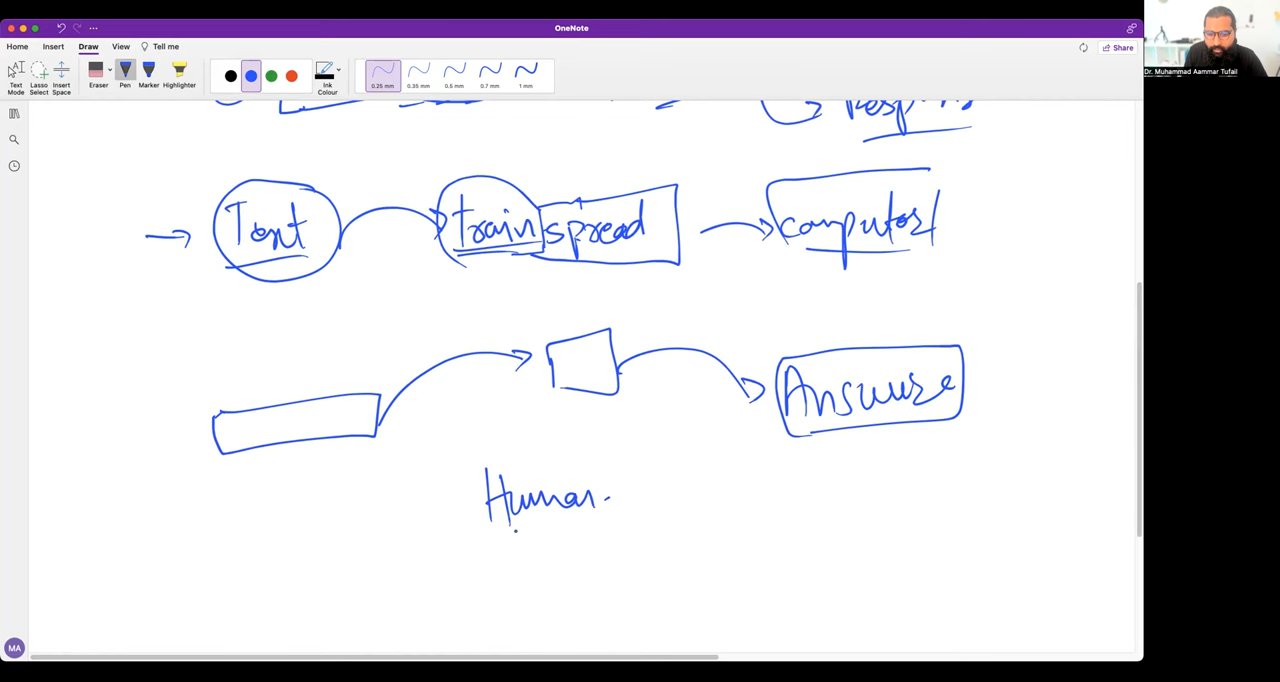 OneNote
Home Insert Draw View Tell me
Share
Dr. Muhammad Aammar Tufail
Text Mode
Lasso Select
Insert Space
Eraser
Pen
Marker
Highlighter
Ink Colour
0.25 mm
0.35 mm
0.5 mm
0.7 mm
1 mm
Text train spread computer
Human
MA